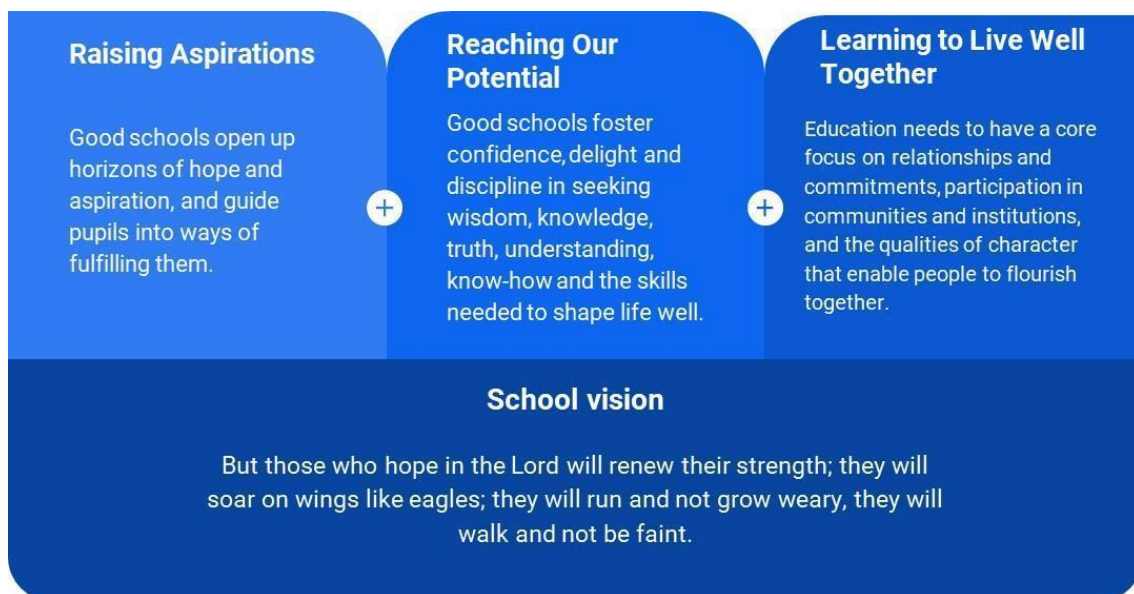 Raising Aspirations
Good schools open up
horizons of hope and
aspiration, and guide
pupils into ways of
fulfilling them.
+
Reaching Our
Potential
Good schools foster
confidence, delight and
discipline in seeking
wisdom, knowledge,
truth, understanding,
know-how and the skills
needed to shape life well.
+
Learning to Live Well
Together
Education needs to have a core
focus on relationships and
commitments, participation in
communities and institutions,
and the qualities of character
that enable people to flourish
together.
School vision
But those who hope in the Lord will renew their strength; they will
soar on wings like eagles; they will run and not grow weary, they will
walk and not be faint.